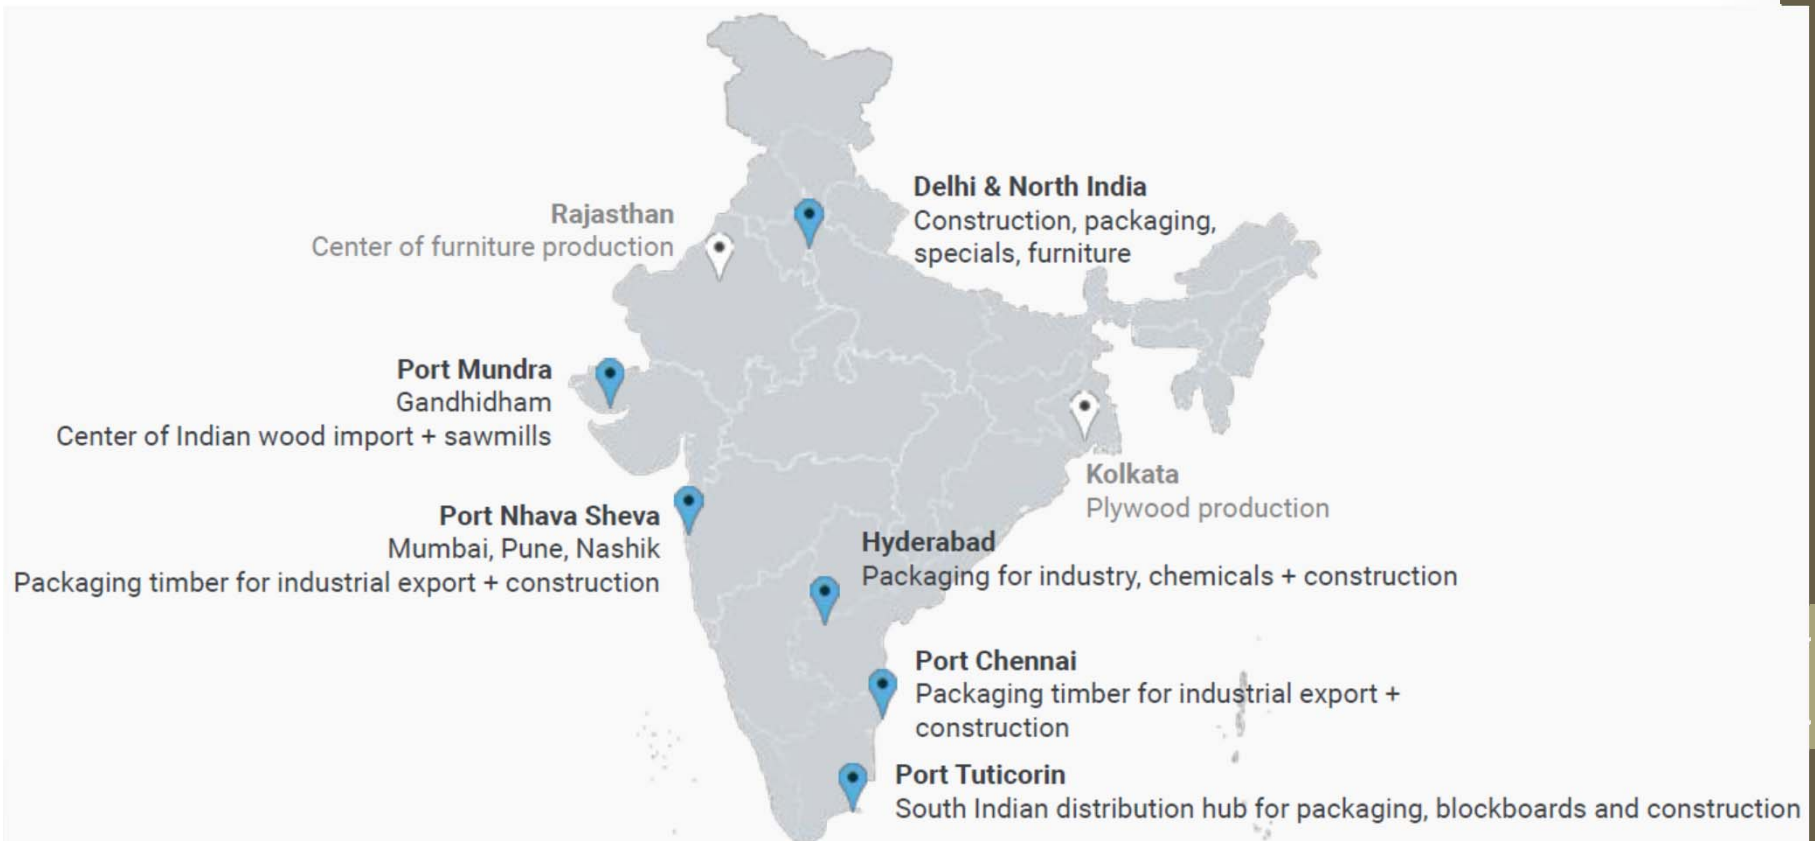 Delhi & North India
Construction, packaging,
specials, furniture
Rajasthan
Center of furniture production
Port Mundra
Gandhidham
Center of Indian wood import + sawmills
Kolkata
Plywood production
Port Nhava Sheva
Mumbai, Pune, Nashik
Packaging timber for industrial export + construction
Hyderabad
Packaging for industry, chemicals + construction
Port Chennai
Packaging timber for industrial export +
construction
Port Tuticorin
South Indian distribution hub for packaging, blockboards and construction